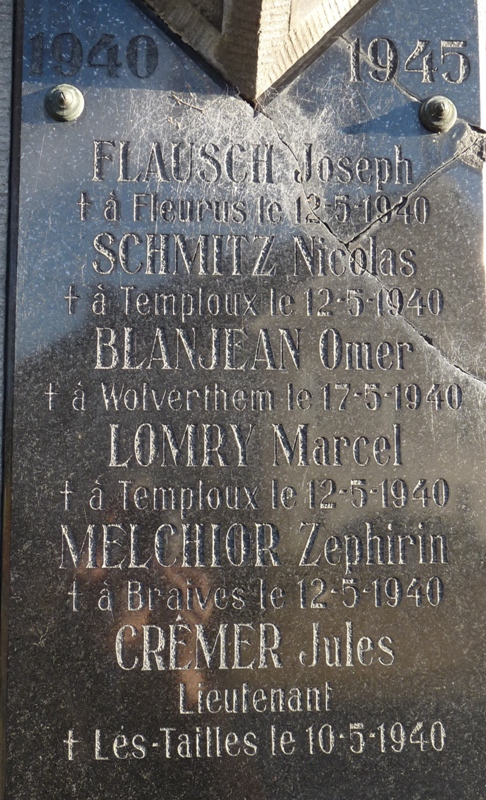 1940 1945
FLAUSCH Joseph
† à Fleurus le 12-5-1940
SCHMITZ Nicolas
† à Temploux le 12-5-1940
BLANJEAN Omer
† à Wolverthem le 17-5-1940
LOMRY Marcel
† à Temploux le 12-5-1940
MELCHIOR Zephirin
† à Braives le 12-5-1940
CRÊMER Jules
Lieutenant
† Lés-Tailles le 10-5-1940